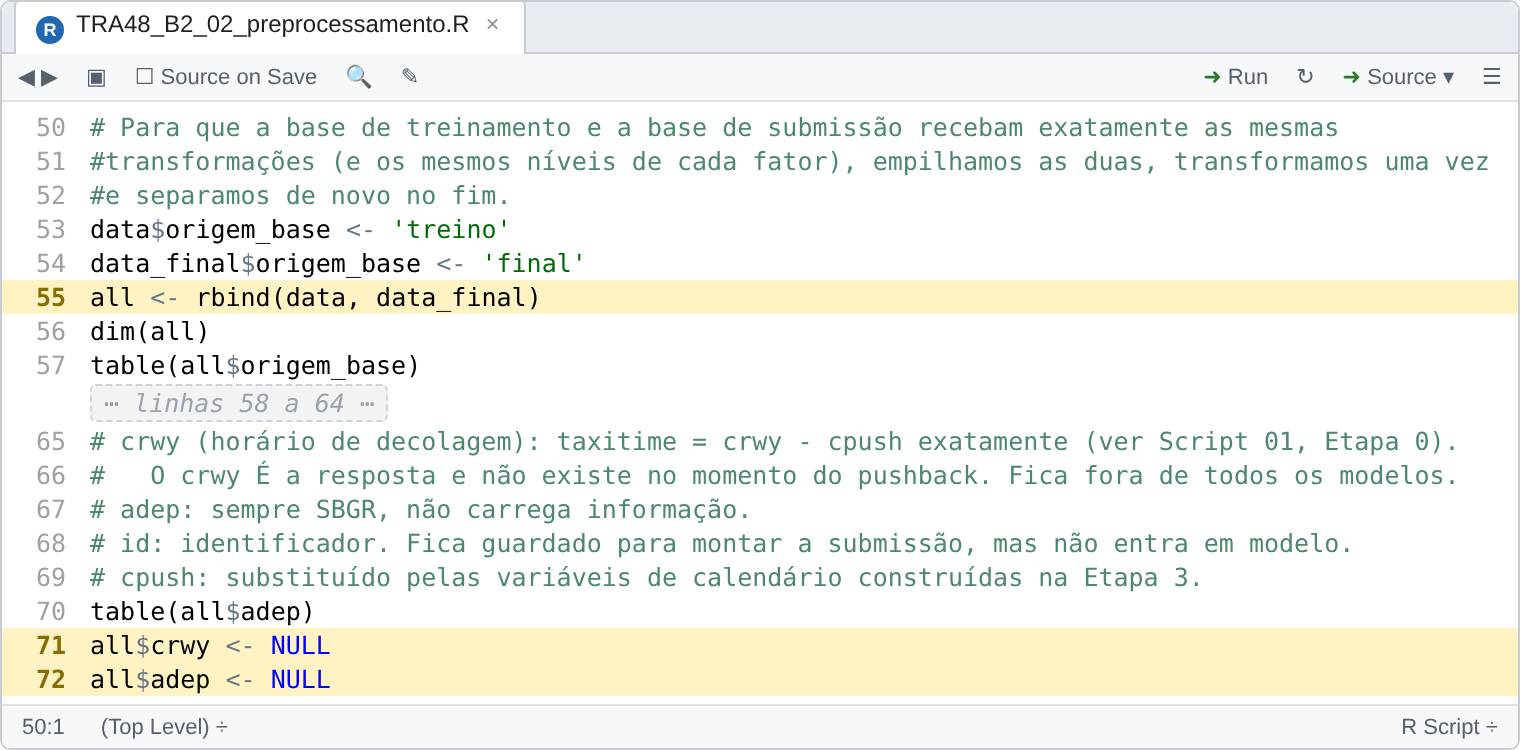 R TRA48_B2_02_preprocessamento.R ×
◀ ▶ ▣ ☐ Source on Save 🔍 ✎ ➜ Run ↻ ➜ Source ▾ ☰
50 # Para que a base de treinamento e a base de submissão recebam exatamente as mesmas
51 #transformações (e os mesmos níveis de cada fator), empilhamos as duas, transformamos uma vez
52 #e separamos de novo no fim.
53 data$origem_base <- 'treino'
54 data_final$origem_base <- 'final'
55 all <- rbind(data, data_final)
56 dim(all)
57 table(all$origem_base)
⋯ linhas 58 a 64 ⋯
65 # crwy (horário de decolagem): taxitime = crwy - cpush exatamente (ver Script 01, Etapa 0).
66 #   O crwy É a resposta e não existe no momento do pushback. Fica fora de todos os modelos.
67 # adep: sempre SBGR, não carrega informação.
68 # id: identificador. Fica guardado para montar a submissão, mas não entra em modelo.
69 # cpush: substituído pelas variáveis de calendário construídas na Etapa 3.
70 table(all$adep)
71 all$crwy <- NULL
72 all$adep <- NULL
50:1 (Top Level) ÷ R Script ÷